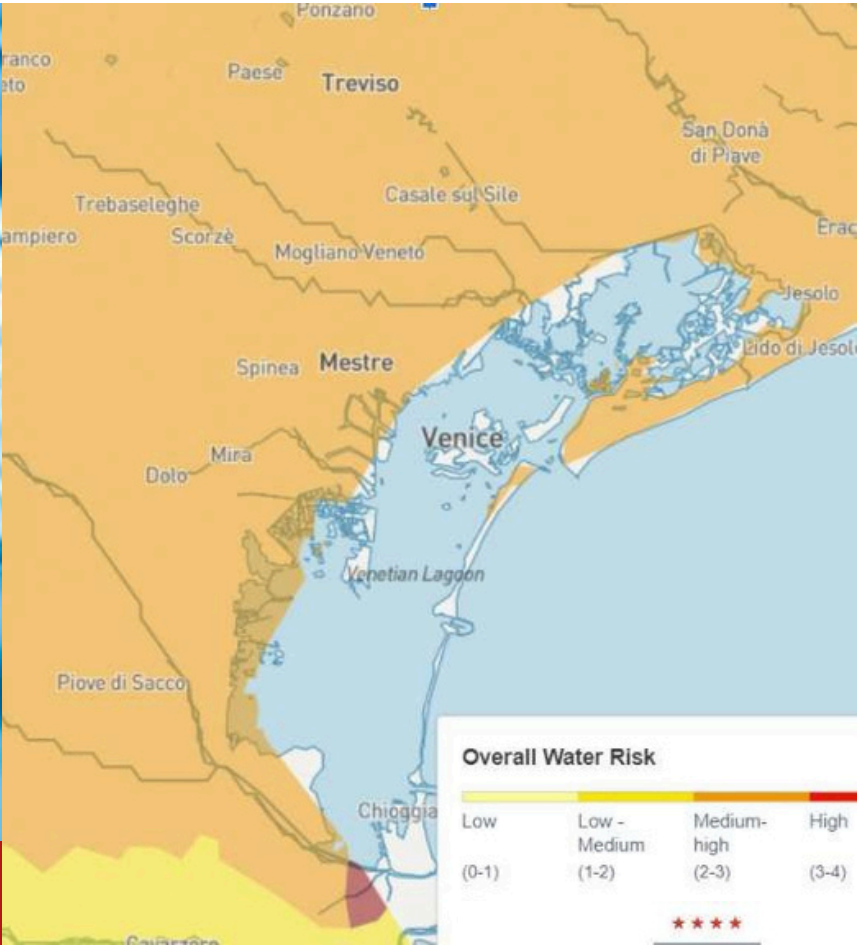 Ponzano
ranco
eto
Paese
Treviso
San Donà
di Piave
Trebaseleghe
Casale sul Sile
ampiero
Scorzè
Mogliano Veneto
Erac
Jesolo
Lido di Jesolo
Spinea
Mestre
Venice
Mira
Dolo
Venetian Lagoon
Piove di Sacco
Chioggia
Cavarzere
Overall Water Risk
Low
Low -
Medium
Medium-
high
High
(0-1)
(1-2)
(2-3)
(3-4)
★★★★